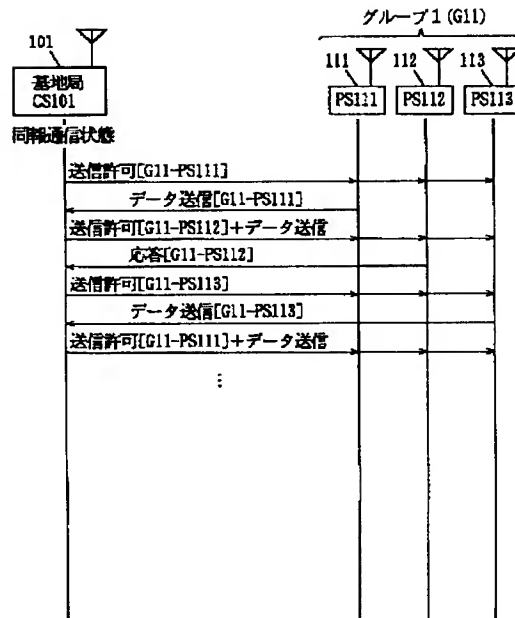 グループ1(G11)
101
111
112
113
基地局
CS101
PS111
PS112
PS113
同報通信状態
送信許可[G11-PS111]
データ送信[G11-PS111]
送信許可[G11-PS112]+データ送信
応答[G11-PS112]
送信許可[G11-PS113]
データ送信[G11-PS113]
送信許可[G11-PS111]+データ送信
⋮